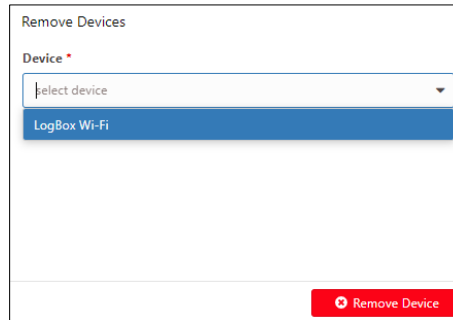 Remove Devices
Device *
select device
LogBox Wi-Fi
Remove Device